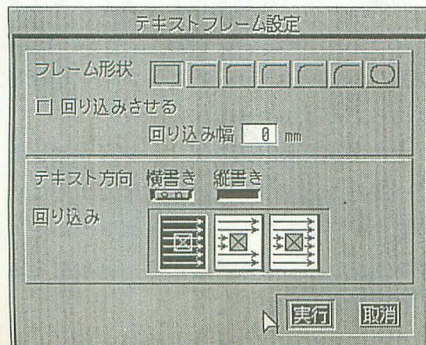 テキストフレーム設定
フレーム形状
回り込みさせる
回り込み幅 0 mm
テキスト方向 横書き 縦書き
on
回り込み
実行 取消